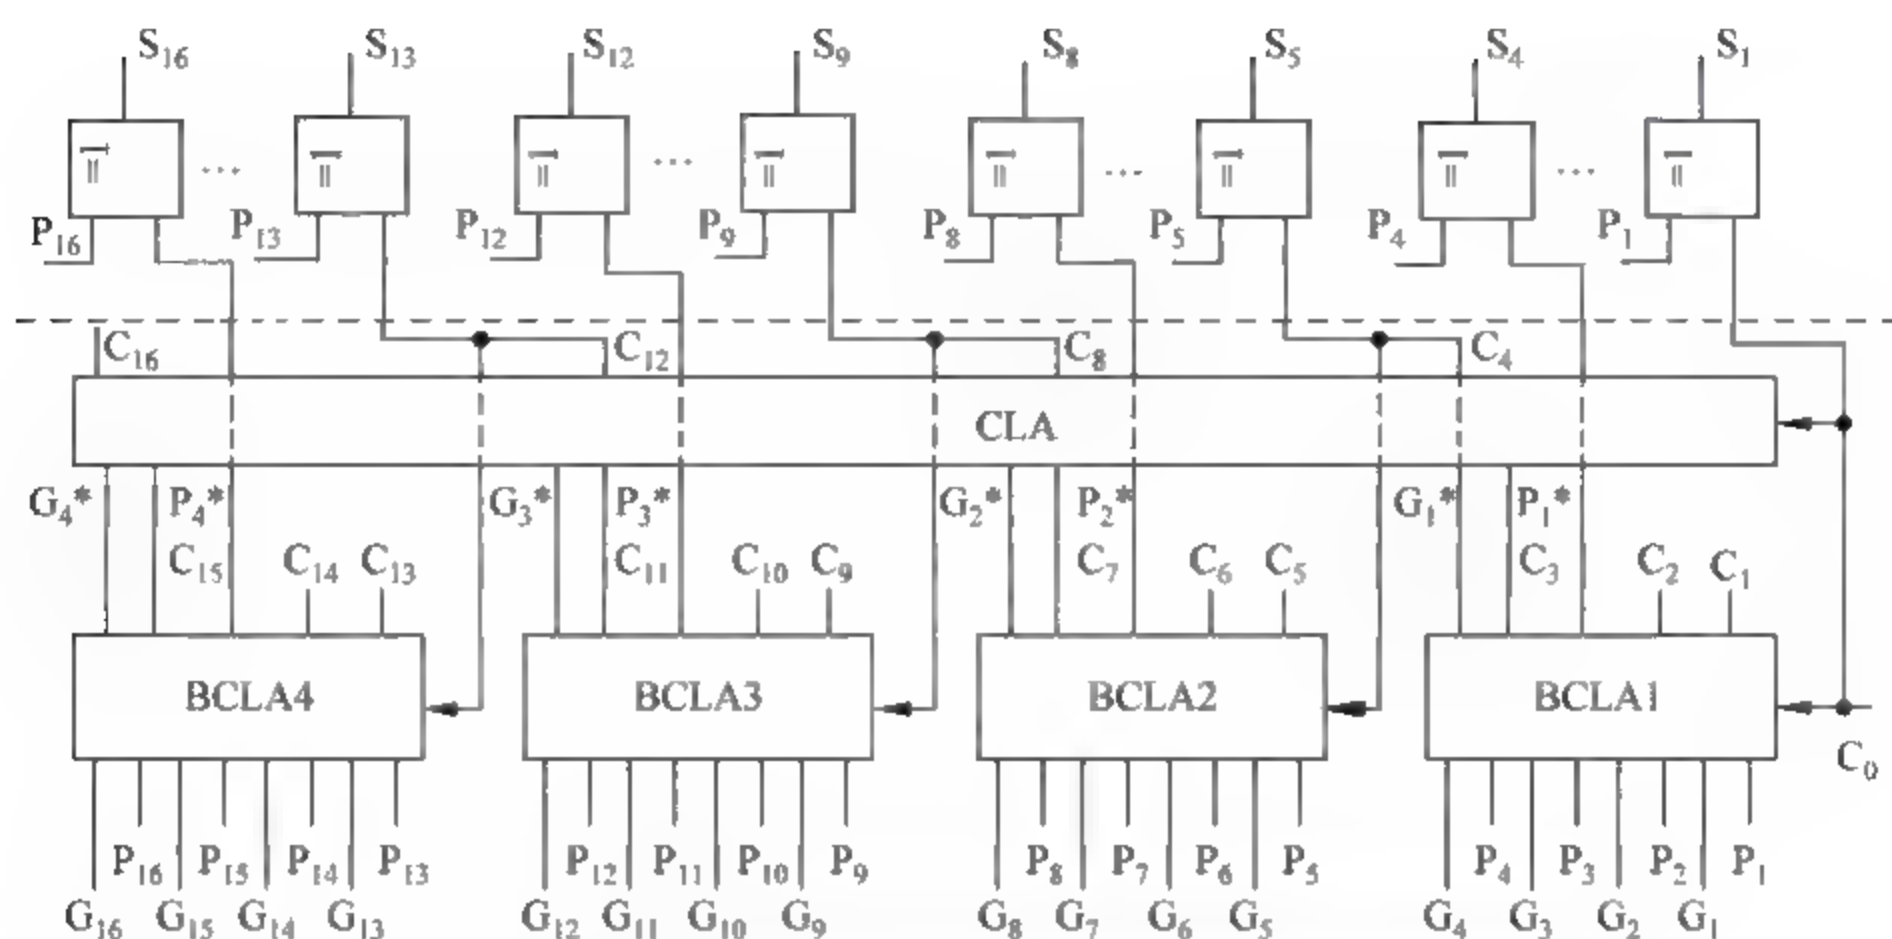 S₁₆ S₁₃ S₁₂ S₉ S₈ S₅ S₄ S₁
... ... ... ...
P₁₆ P₁₃ P₁₂ P₉ P₈ P₅ P₄ P₁
C₁₆ C₁₂ C₈ C₄
CLA
G₄* P₄* G₃* P₃* G₂* P₂* G₁* P₁*
C₁₅ C₁₄ C₁₃ C₁₁ C₁₀ C₉ C₇ C₆ C₅ C₃ C₂ C₁
BCLA4 BCLA3 BCLA2 BCLA1
C₀
P₁₆ P₁₅ P₁₄ P₁₃ P₁₂ P₁₁ P₁₀ P₉ P₈ P₇ P₆ P₅ P₄ P₃ P₂ P₁
G₁₆ G₁₅ G₁₄ G₁₃ G₁₂ G₁₁ G₁₀ G₉ G₈ G₇ G₆ G₅ G₄ G₃ G₂ G₁